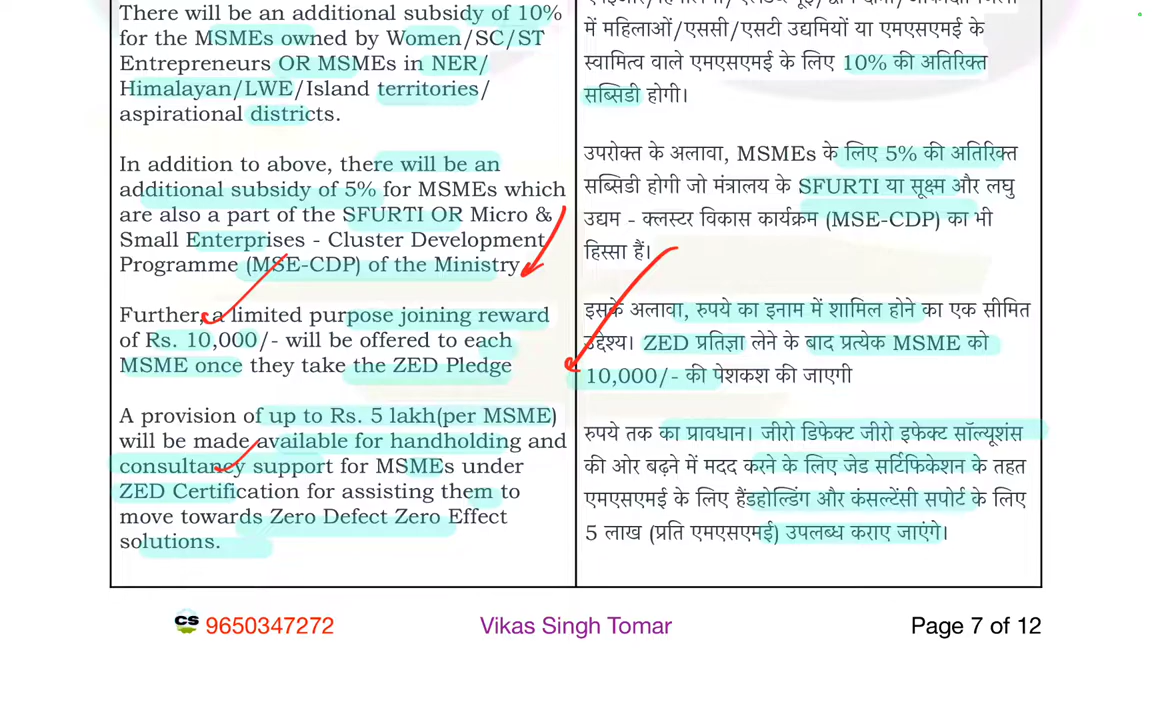 There will be an additional subsidy of 10%
for the MSMEs owned by Women/SC/ST
Entrepreneurs OR MSMEs in NER/
Himalayan/LWE/Island territories/
aspirational districts.
In addition to above, there will be an
additional subsidy of 5% for MSMEs which
are also a part of the SFURTI OR Micro &
Small Enterprises - Cluster Development
Programme (MSE-CDP) of the Ministry
Further, a limited purpose joining reward
of Rs. 10,000/- will be offered to each
MSME once they take the ZED Pledge
A provision of up to Rs. 5 lakh(per MSME)
will be made available for handholding and
consultancy support for MSMEs under
ZED Certification for assisting them to
move towards Zero Defect Zero Effect
solutions.
में महिलाओं/एससी/एसटी उद्यमियों या एमएसएमई के
स्वामित्व वाले एमएसएमई के लिए 10% की अतिरिक्त
सब्सिडी होगी।
उपरोक्त के अलावा, MSMEs के लिए 5% की अतिरिक्त
सब्सिडी होगी जो मंत्रालय के SFURTI या सूक्ष्म और लघु
उद्यम - क्लस्टर विकास कार्यक्रम (MSE-CDP) का भी
हिस्सा हैं।
इसके अलावा, रुपये का इनाम में शामिल होने का एक सीमित
उद्देश्य। ZED प्रतिज्ञा लेने के बाद प्रत्येक MSME को
10,000/- की पेशकश की जाएगी
रुपये तक का प्रावधान। जीरो डिफेक्ट जीरो इफेक्ट सॉल्यूशंस
की ओर बढ़ने में मदद करने के लिए जेड सर्टिफिकेशन के तहत
एमएसएमई के लिए हैंडहोल्डिंग और कंसल्टेंसी सपोर्ट के लिए
5 लाख (प्रति एमएसएमई) उपलब्ध कराए जाएंगे।
CS 9650347272
Vikas Singh Tomar
Page 7 of 12